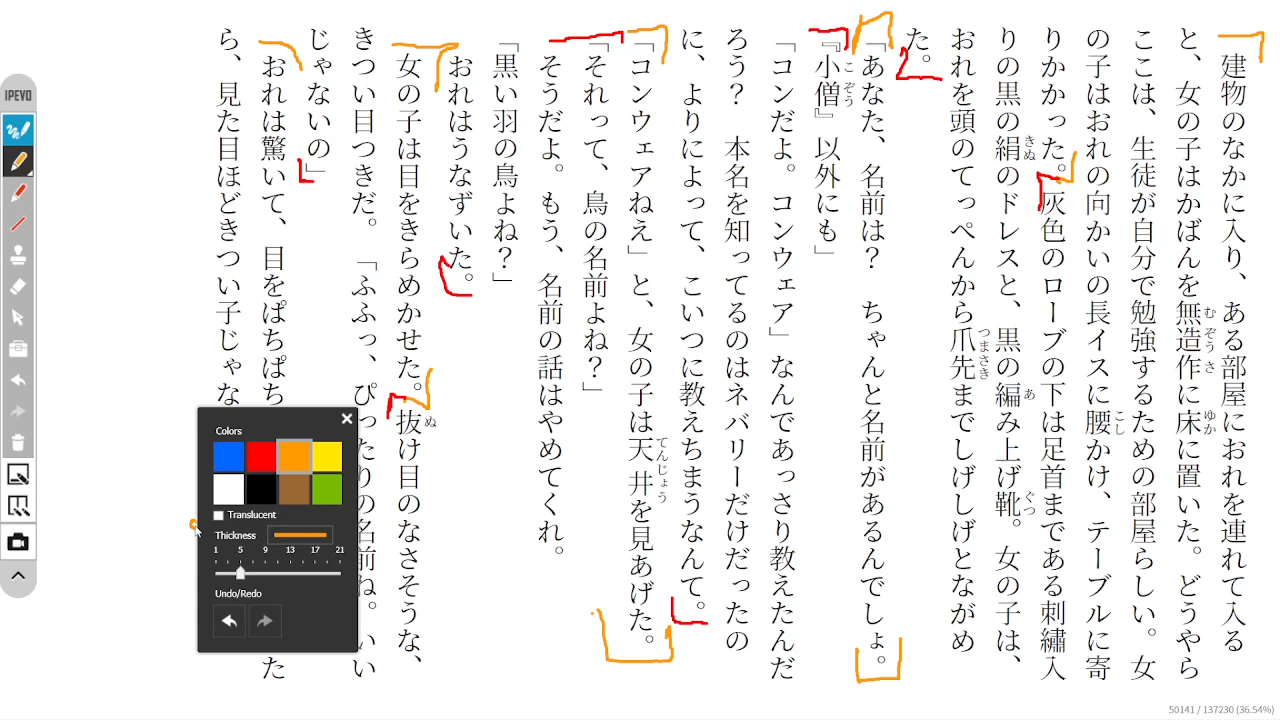 建物のなかに入り、ある部屋におれを連れて入る
と、女の子はかばんを無造作に床に置いた。どうやら
ここは、生徒が自分で勉強するための部屋らしい。女
の子はおれの向かいの長イスに腰かけ、テーブルに寄
りかかった。灰色のローブの下は足首まである刺繡入
りの黒の絹のドレスと、黒の編み上げ靴。女の子は、
おれを頭のてっぺんから爪先までしげしげとながめ
た。
「あなた、名前は？　ちゃんと名前があるんでしょ。
『小僧』以外にも」
「コンだよ。コンウェア」なんであっさり教えたんだ
ろう？　本名を知ってるのはネバリーだけだったの
に、よりによって、こいつに教えちまうなんて。
「コンウェアねえ」と、女の子は天井を見あげた。
「それって、鳥の名前よね？」
そうだよ。もう、名前の話はやめてくれ。
「黒い羽の鳥よね？」
おれはうなずいた。
女の子は目をきらめかせた。抜け目のなさそうな、
きつい目つきだ。「ふふっ、ぴったりの名前ね。いい
じゃないの」
おれは驚いて、目をぱちぱち た
ら、見た目ほどきつい子じゃな
IPEVO
Colors
Translucent
Thickness
1 5 9 13 17 21
Undo/Redo
50141 / 137230 (36.54%)